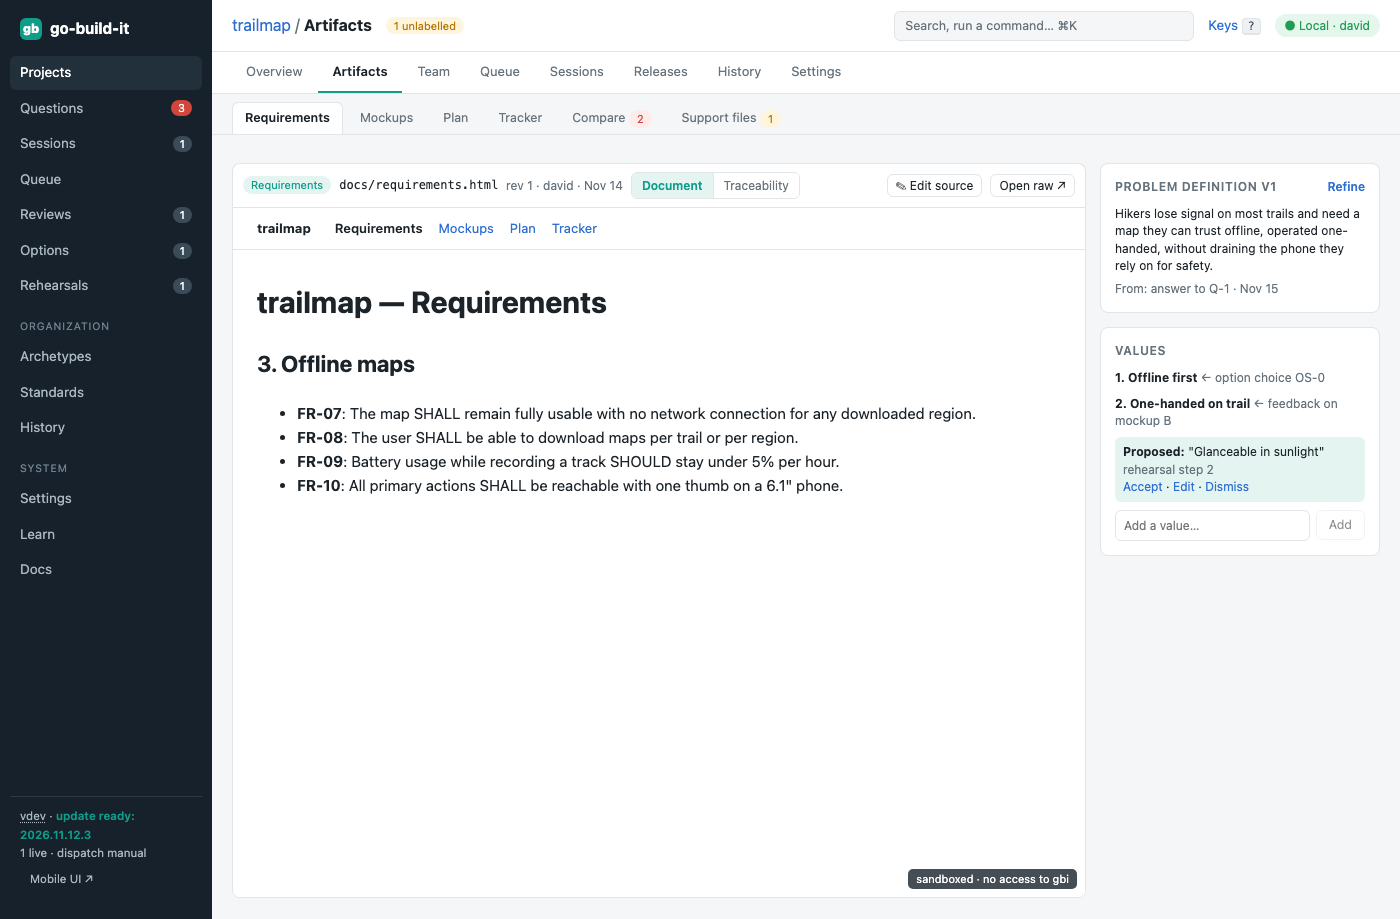 gb go-build-it
Projects
Questions 3
Sessions 1
Queue
Reviews 1
Options 1
Rehearsals 1
ORGANIZATION
Archetypes
Standards
History
SYSTEM
Settings
Learn
Docs
vdev · update ready:
2026.11.12.3
1 live · dispatch manual
Mobile UI ↗
trailmap / Artifacts 1 unlabelled
Search, run a command... ⌘K
Keys ?
Local · david
Overview Artifacts Team Queue Sessions Releases History Settings
Requirements Mockups Plan Tracker Compare 2 Support files 1
Requirements docs/requirements.html rev 1 · david · Nov 14 Document Traceability ✎ Edit source Open raw ↗
trailmap Requirements Mockups Plan Tracker
trailmap — Requirements
3. Offline maps
• FR-07: The map SHALL remain fully usable with no network connection for any downloaded region.
• FR-08: The user SHALL be able to download maps per trail or per region.
• FR-09: Battery usage while recording a track SHOULD stay under 5% per hour.
• FR-10: All primary actions SHALL be reachable with one thumb on a 6.1" phone.
sandboxed · no access to gbi
PROBLEM DEFINITION V1 Refine
Hikers lose signal on most trails and need a
map they can trust offline, operated one-
handed, without draining the phone they
rely on for safety.
From: answer to Q-1 · Nov 15
VALUES
1. Offline first ← option choice OS-0
2. One-handed on trail ← feedback on
mockup B
Proposed: "Glanceable in sunlight"
rehearsal step 2
Accept · Edit · Dismiss
Add a value... Add